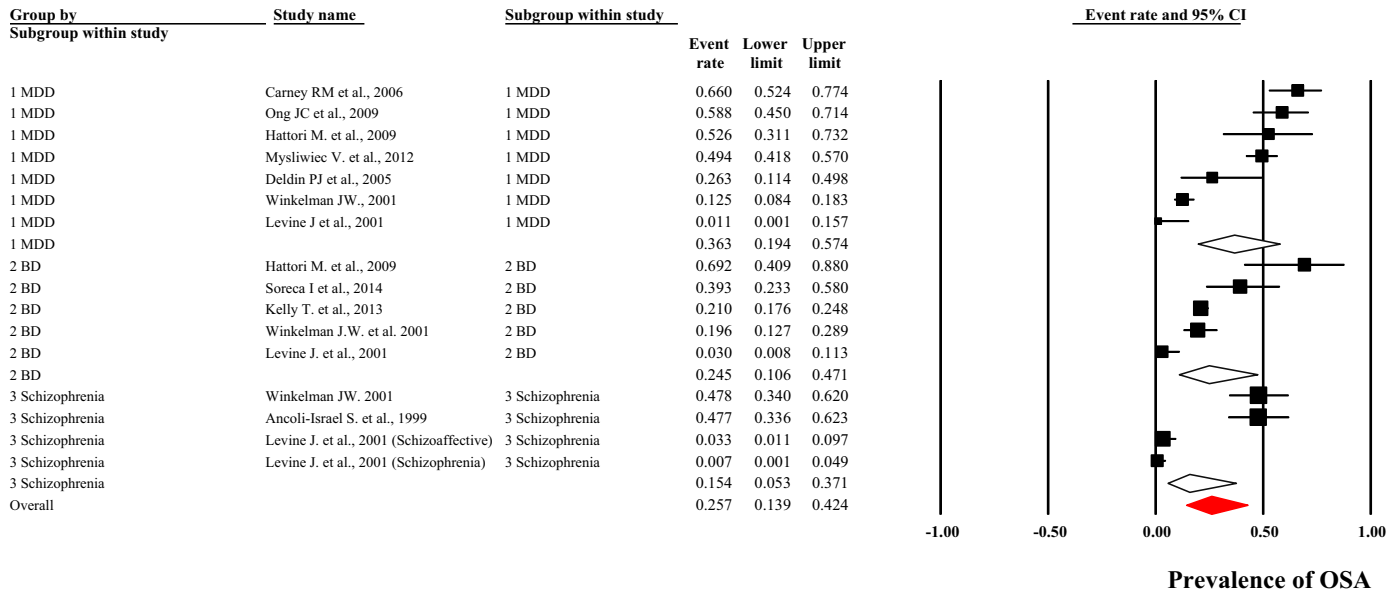 Group by Study name Subgroup within study Event rate and 95% CI
Subgroup within study
Event Lower Upper
rate limit limit
1 MDD Carney RM et al., 2006 1 MDD 0.660 0.524 0.774
1 MDD Ong JC et al., 2009 1 MDD 0.588 0.450 0.714
1 MDD Hattori M. et al., 2009 1 MDD 0.526 0.311 0.732
1 MDD Mysliwiec V. et al., 2012 1 MDD 0.494 0.418 0.570
1 MDD Deldin PJ et al., 2005 1 MDD 0.263 0.114 0.498
1 MDD Winkelman JW., 2001 1 MDD 0.125 0.084 0.183
1 MDD Levine J et al., 2001 1 MDD 0.011 0.001 0.157
1 MDD 0.363 0.194 0.574
2 BD Hattori M. et al., 2009 2 BD 0.692 0.409 0.880
2 BD Soreca I et al., 2014 2 BD 0.393 0.233 0.580
2 BD Kelly T. et al., 2013 2 BD 0.210 0.176 0.248
2 BD Winkelman J.W. et al. 2001 2 BD 0.196 0.127 0.289
2 BD Levine J. et al., 2001 2 BD 0.030 0.008 0.113
2 BD 0.245 0.106 0.471
3 Schizophrenia Winkelman JW. 2001 3 Schizophrenia 0.478 0.340 0.620
3 Schizophrenia Ancoli-Israel S. et al., 1999 3 Schizophrenia 0.477 0.336 0.623
3 Schizophrenia Levine J. et al., 2001 (Schizoaffective) 3 Schizophrenia 0.033 0.011 0.097
3 Schizophrenia Levine J. et al., 2001 (Schizophrenia) 3 Schizophrenia 0.007 0.001 0.049
3 Schizophrenia 0.154 0.053 0.371
Overall 0.257 0.139 0.424
-1.00 -0.50 0.00 0.50 1.00
Prevalence of OSA